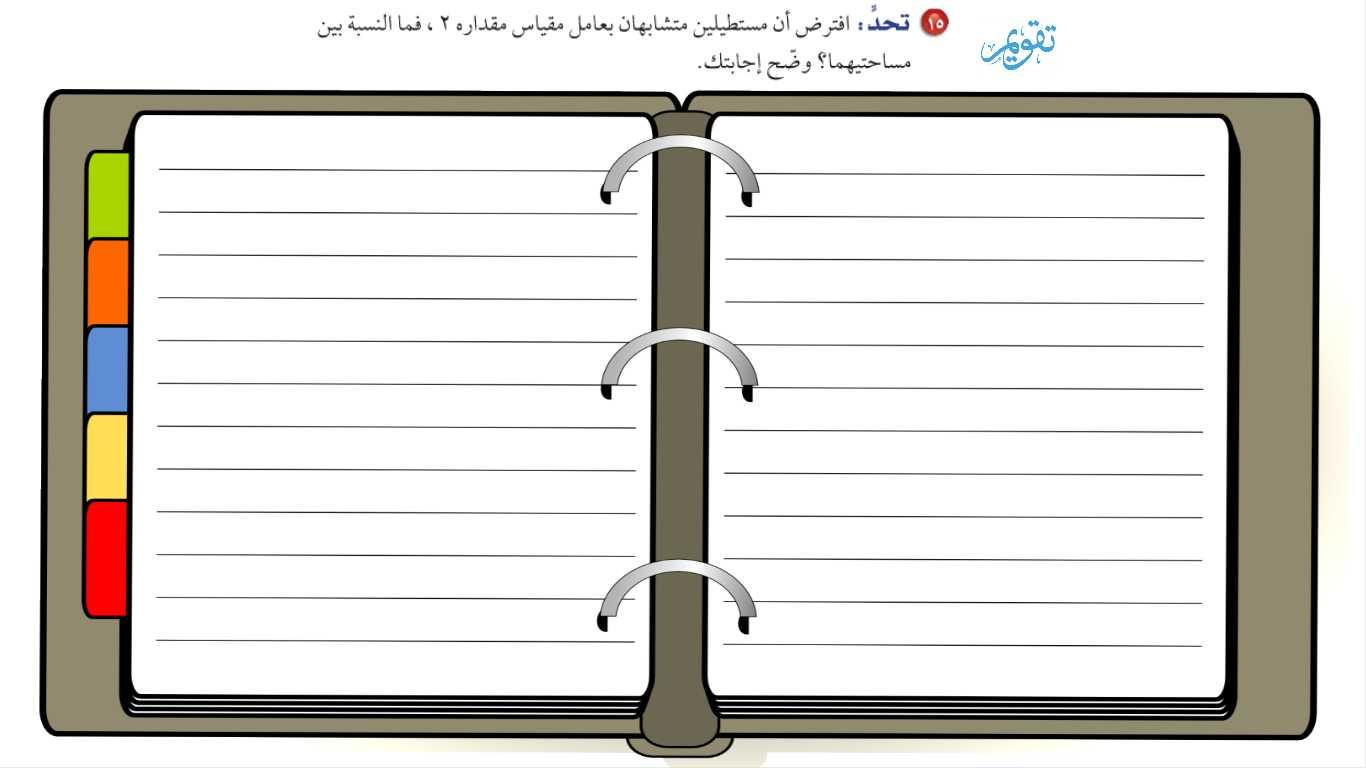 تقويم
١٥ تحدٍّ: افترض أن مستطيلين متشابهان بعامل مقياس مقداره ٢ ، فما النسبة بين
مساحتيهما؟ وضّح إجابتك.